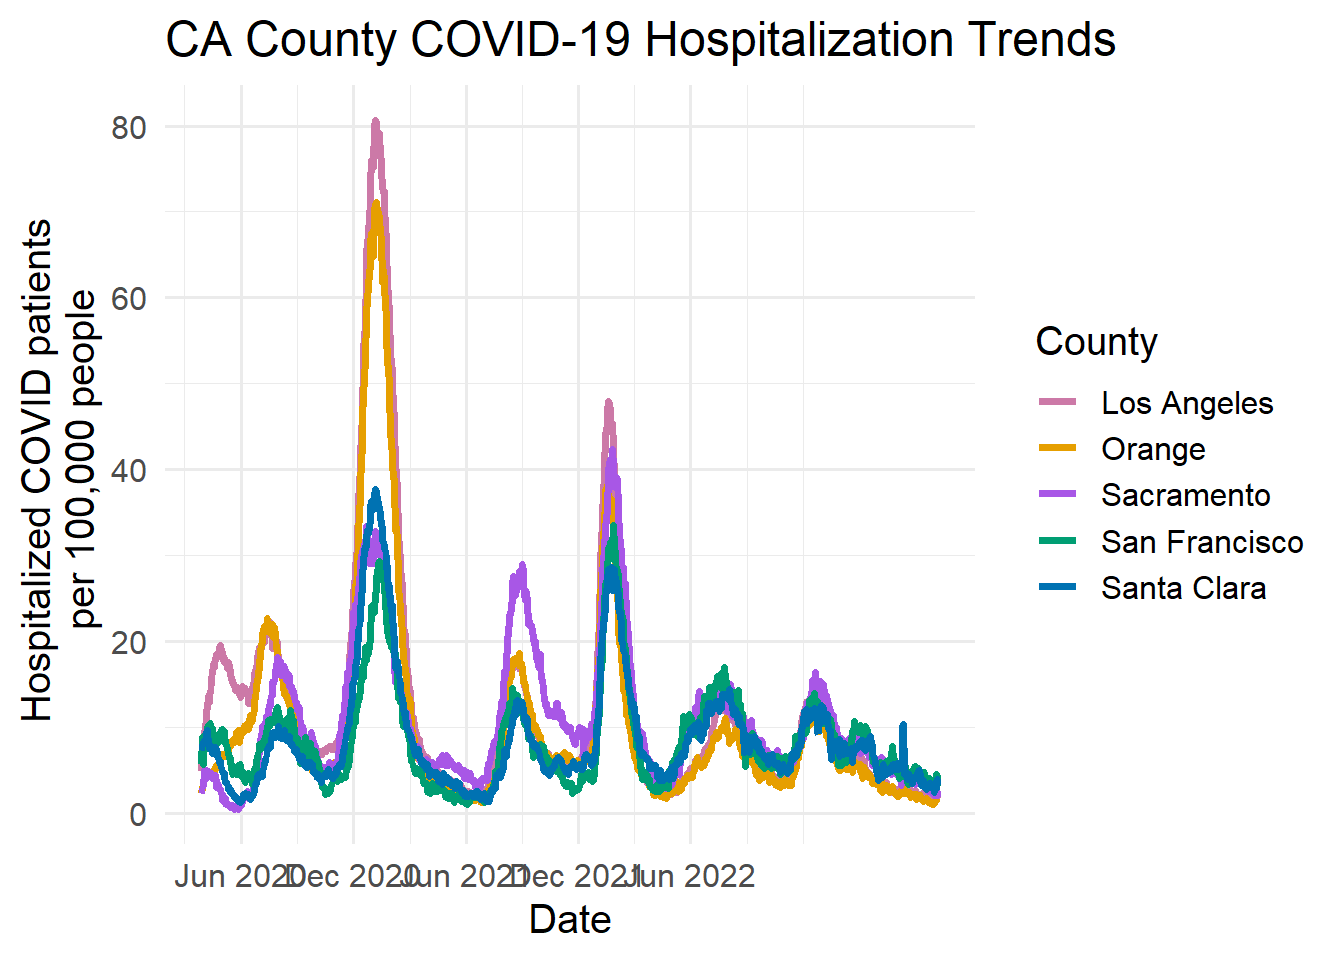 CA County COVID-19 Hospitalization Trends
Hospitalized COVID patients
per 100,000 people
80
60
40
20
0
Jun 2020
Dec 2020
Jun 2021
Dec 2021
Jun 2022
Date
County
Los Angeles
Orange
Sacramento
San Francisco
Santa Clara